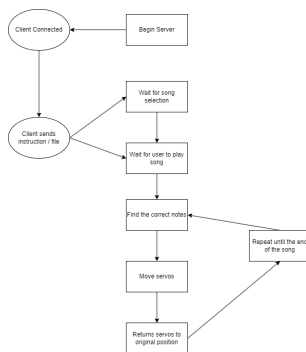 Client Connected
Begin Server
Wait for song
selection
Client sends
instruction / file
Wait for user to play
song
Find the correct notes
Repeat until the end
of the song
Move servos
Returns servos to
original position